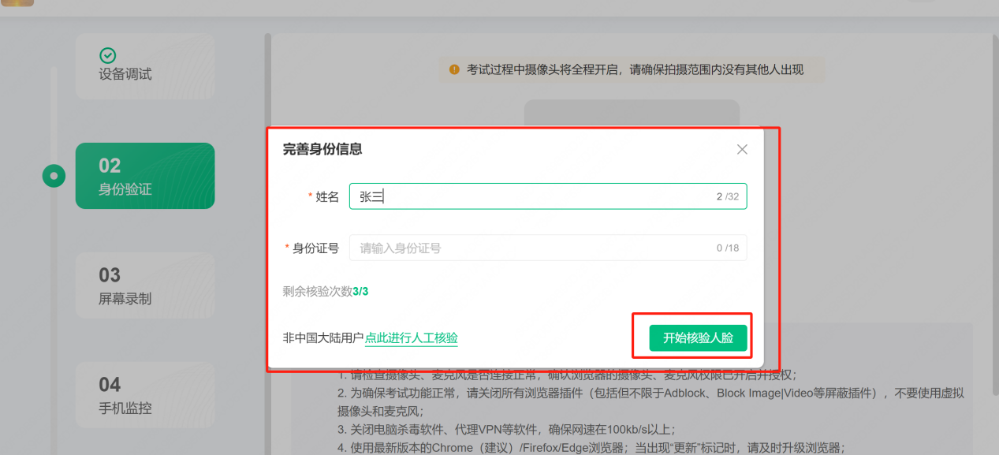 设备调试
02
身份验证
03
屏幕录制
04
手机监控
考试过程中摄像头将全程开启，请确保拍摄范围内没有其他人出现
完善身份信息
* 姓名 张三 2 /32
* 身份证号 请输入身份证号 0 /18
剩余核验次数3/3
非中国大陆用户点此进行人工核验
开始核验人脸
1. 请检查摄像头、麦克风是否连接正常，确认浏览器的摄像头、麦克风权限已开启并授权；
2. 为确保考试功能正常，请关闭所有浏览器插件（包括但不限于Adblock、Block Image|Video等屏蔽插件），不要使用虚拟
摄像头和麦克风；
3. 关闭电脑杀毒软件、代理VPN等软件，确保网速在100kb/s以上；
4. 使用最新版本的Chrome（建议）/Firefox/Edge浏览器；当出现“更新”标记时，请及时升级浏览器；